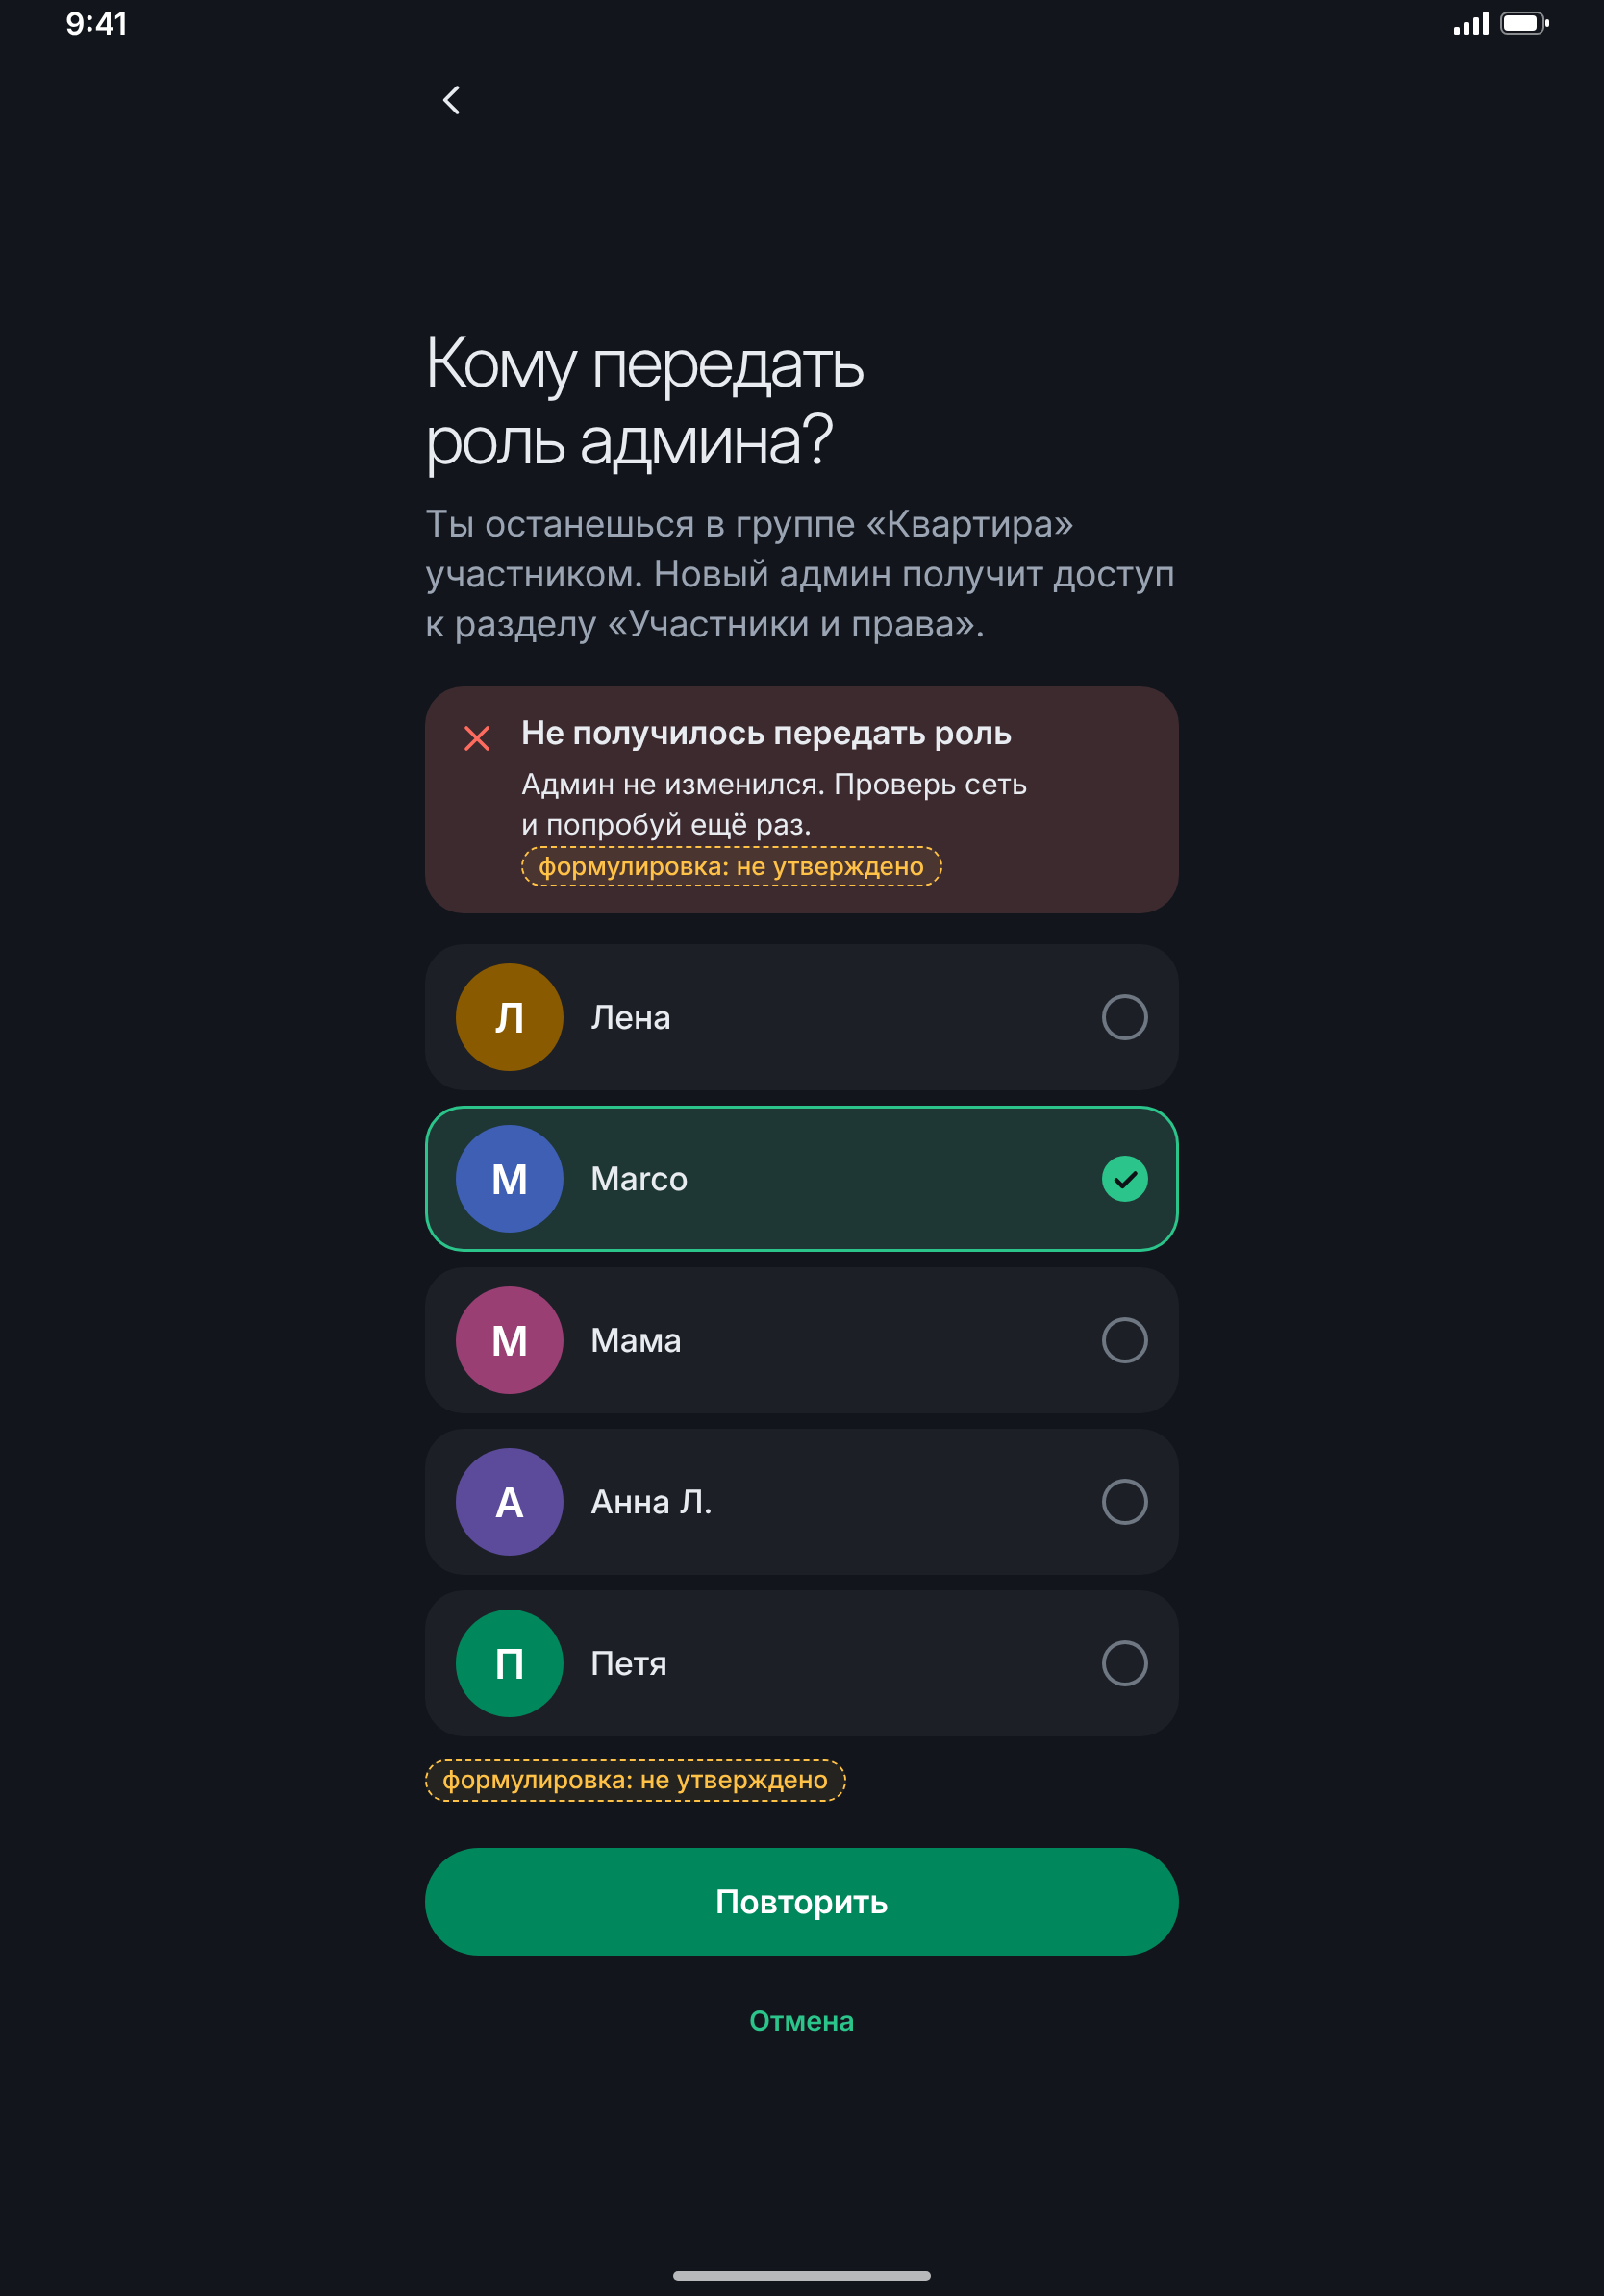 9:41
Кому передать
роль админа?
Ты останешься в группе «Квартира»
участником. Новый админ получит доступ
к разделу «Участники и права».
Не получилось передать роль
Админ не изменился. Проверь сеть
и попробуй ещё раз.
формулировка: не утверждено
Л
Лена
M
Marco
М
Мама
А
Анна Л.
П
Петя
формулировка: не утверждено
Повторить
Отмена